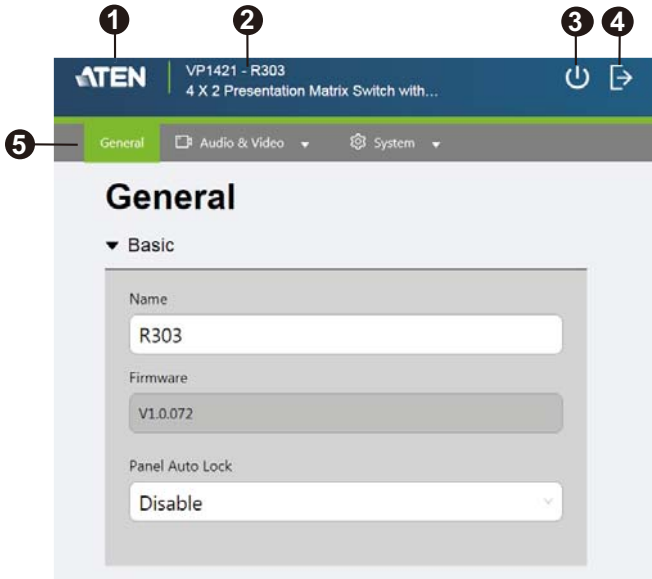 1
2
3
4
ATEN
VP1421 - R303
4 X 2 Presentation Matrix Switch with...
5
General
Audio & Video
System
General
Basic
Name
R303
Firmware
V1.0.072
Panel Auto Lock
Disable